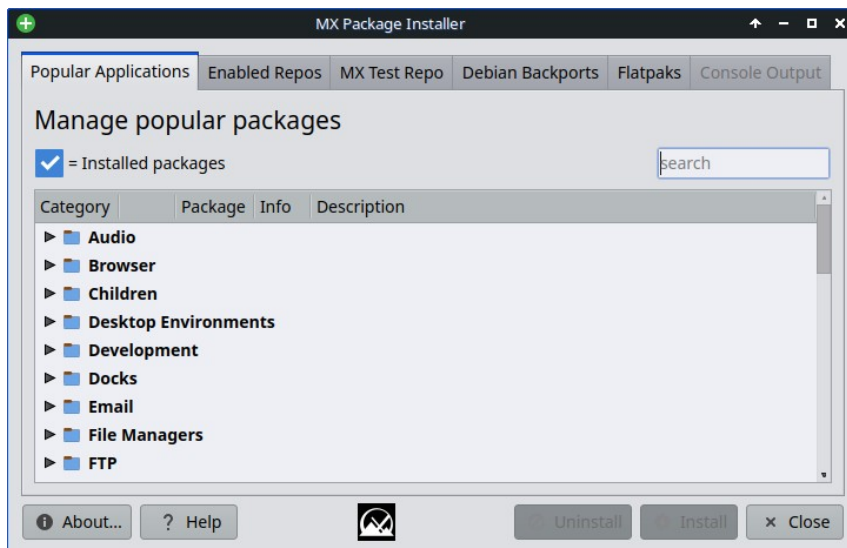 MX Package Installer
Popular Applications Enabled Repos MX Test Repo Debian Backports Flatpaks Console Output
Manage popular packages
= Installed packages
search
Category Package Info Description
Audio
Browser
Children
Desktop Environments
Development
Docks
Email
File Managers
FTP
About... ? Help Uninstall Install Close